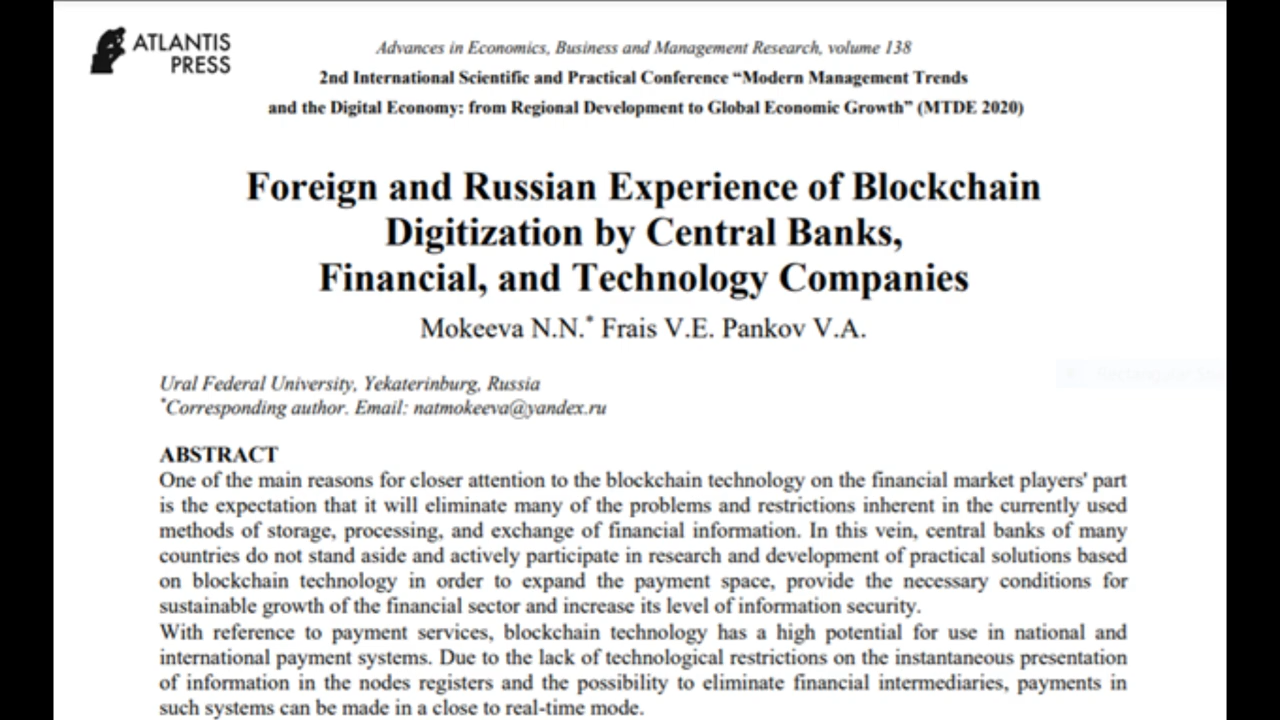 ATLANTIS
PRESS
Advances in Economics, Business and Management Research, volume 138
2nd International Scientific and Practical Conference “Modern Management Trends
and the Digital Economy: from Regional Development to Global Economic Growth” (MTDE 2020)
Foreign and Russian Experience of Blockchain
Digitization by Central Banks,
Financial, and Technology Companies
Mokeeva N.N.* Frais V.E. Pankov V.A.
Ural Federal University, Yekaterinburg, Russia
*Corresponding author. Email: natmokeeva@yandex.ru
ABSTRACT
One of the main reasons for closer attention to the blockchain technology on the financial market players' part
is the expectation that it will eliminate many of the problems and restrictions inherent in the currently used
methods of storage, processing, and exchange of financial information. In this vein, central banks of many
countries do not stand aside and actively participate in research and development of practical solutions based
on blockchain technology in order to expand the payment space, provide the necessary conditions for
sustainable growth of the financial sector and increase its level of information security.
With reference to payment services, blockchain technology has a high potential for use in national and
international payment systems. Due to the lack of technological restrictions on the instantaneous presentation
of information in the nodes registers and the possibility to eliminate financial intermediaries, payments in
such systems can be made in a close to real-time mode.
Rectangular